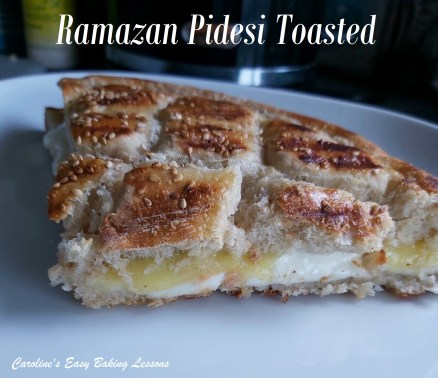 Ramazan Pidesi Toasted
Caroline's Easy Baking Lessons